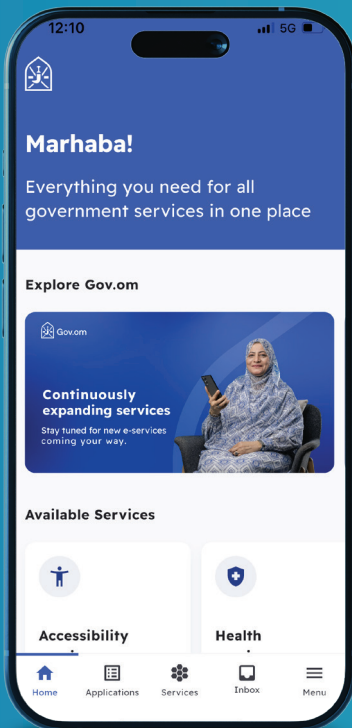 12:10
5G
Marhaba!
Everything you need for all
government services in one place
Explore Gov.om
Gov.om
Continuously
expanding services
Stay tuned for new e-services
coming your way.
Available Services
Accessibility
Health
Home
Applications
Services
Inbox
Menu